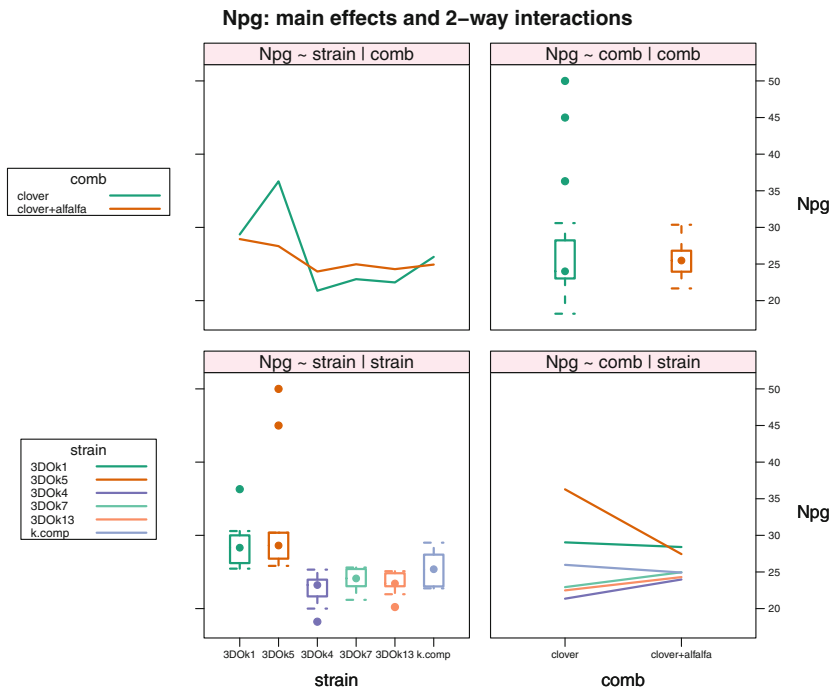 Npg: main effects and 2−way interactions
Npg ~ strain | comb
Npg ~ comb | comb
50
45
35
30
25
20
Npg
comb
clover
clover+alfalfa
Npg ~ strain | strain
Npg ~ comb | strain
50
45
35
30
25
20
Npg
strain
3DOk1
3DOk5
3DOk4
3DOk7
3DOk13
k.comp
3DOk1 3DOk5 3DOk4 3DOk7 3DOk13 k.comp
clover clover+alfalfa
strain
comb